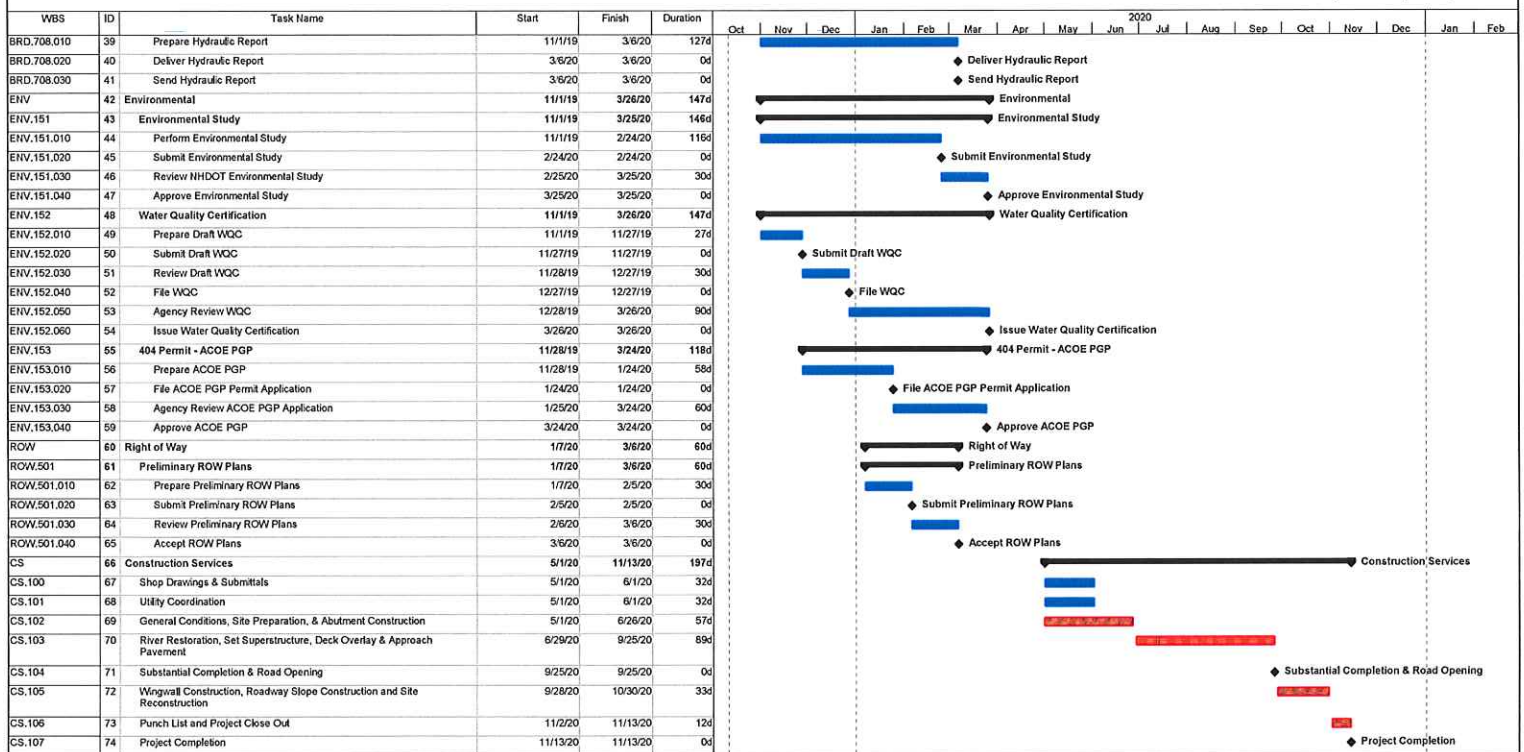 WBS ID Task Name Start Finish Duration 2020
Oct Nov Dec Jan Feb Mar Apr May Jun Jul Aug Sep Oct Nov Dec Jan Feb
BRD.708.010 39 Prepare Hydraulic Report 11/1/19 3/6/20 127d
BRD.708.020 40 Deliver Hydraulic Report 3/6/20 3/6/20 0d Deliver Hydraulic Report
BRD.708.030 41 Send Hydraulic Report 3/6/20 3/6/20 0d Send Hydraulic Report
ENV 42 Environmental 11/1/19 3/26/20 147d Environmental
ENV.151 43 Environmental Study 11/1/19 3/25/20 146d Environmental Study
ENV.151.010 44 Perform Environmental Study 11/1/19 2/24/20 116d
ENV.151.020 45 Submit Environmental Study 2/24/20 2/24/20 0d Submit Environmental Study
ENV.151.030 46 Review NHDOT Environmental Study 2/25/20 3/25/20 30d
ENV.151.040 47 Approve Environmental Study 3/25/20 3/25/20 0d Approve Environmental Study
ENV.152 48 Water Quality Certification 11/1/19 3/26/20 147d Water Quality Certification
ENV.152.010 49 Prepare Draft WQC 11/1/19 11/27/19 27d
ENV.152.020 50 Submit Draft WQC 11/27/19 11/27/19 0d Submit Draft WQC
ENV.152.030 51 Review Draft WQC 11/28/19 12/27/19 30d
ENV.152.040 52 File WQC 12/27/19 12/27/19 0d File WQC
ENV.152.050 53 Agency Review WQC 12/28/19 3/26/20 90d
ENV.152.060 54 Issue Water Quality Certification 3/26/20 3/26/20 0d Issue Water Quality Certification
ENV.153 55 404 Permit - ACOE PGP 11/28/19 3/24/20 118d 404 Permit - ACOE PGP
ENV.153.010 56 Prepare ACOE PGP 11/28/19 1/24/20 58d
ENV.153.020 57 File ACOE PGP Permit Application 1/24/20 1/24/20 0d File ACOE PGP Permit Application
ENV.153.030 58 Agency Review ACOE PGP Application 1/25/20 3/24/20 60d
ENV.153.040 59 Approve ACOE PGP 3/24/20 3/24/20 0d Approve ACOE PGP
ROW 60 Right of Way 1/7/20 3/6/20 60d Right of Way
ROW.501 61 Preliminary ROW Plans 1/7/20 3/6/20 60d Preliminary ROW Plans
ROW.501.010 62 Prepare Preliminary ROW Plans 1/7/20 2/5/20 30d
ROW.501.020 63 Submit Preliminary ROW Plans 2/5/20 2/5/20 0d Submit Preliminary ROW Plans
ROW.501.030 64 Review Preliminary ROW Plans 2/6/20 3/6/20 30d
ROW.501.040 65 Accept ROW Plans 3/6/20 3/6/20 0d Accept ROW Plans
CS 66 Construction Services 5/1/20 11/13/20 197d Construction Services
CS.100 67 Shop Drawings & Submittals 5/1/20 6/1/20 32d
CS.101 68 Utility Coordination 5/1/20 6/1/20 32d
CS.102 69 General Conditions, Site Preparation, & Abutment Construction 5/1/20 6/26/20 57d
CS.103 70 River Restoration, Set Superstructure, Deck Overlay & Approach 6/29/20 9/25/20 89d
Pavement
CS.104 71 Substantial Completion & Road Opening 9/25/20 9/25/20 0d Substantial Completion & Road Opening
CS.105 72 Wingwall Construction, Roadway Slope Construction and Site 9/28/20 10/30/20 33d
Reconstruction
CS.106 73 Punch List and Project Close Out 11/2/20 11/13/20 12d
CS.107 74 Project Completion 11/13/20 11/13/20 0d Project Completion